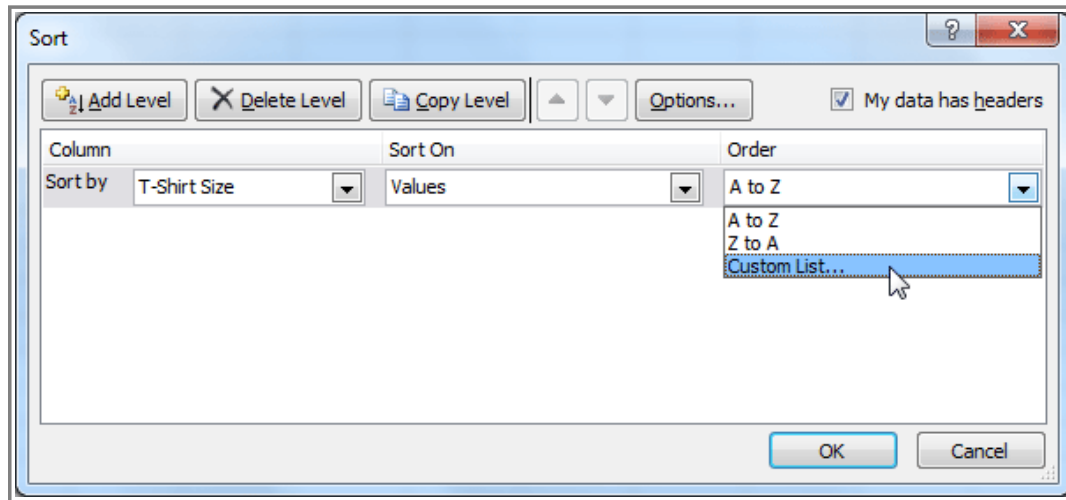 Sort
Add Level Delete Level Copy Level Options... My data has headers
Column Sort On Order
Sort by T-Shirt Size Values A to Z
A to Z
Z to A
Custom List...
OK Cancel